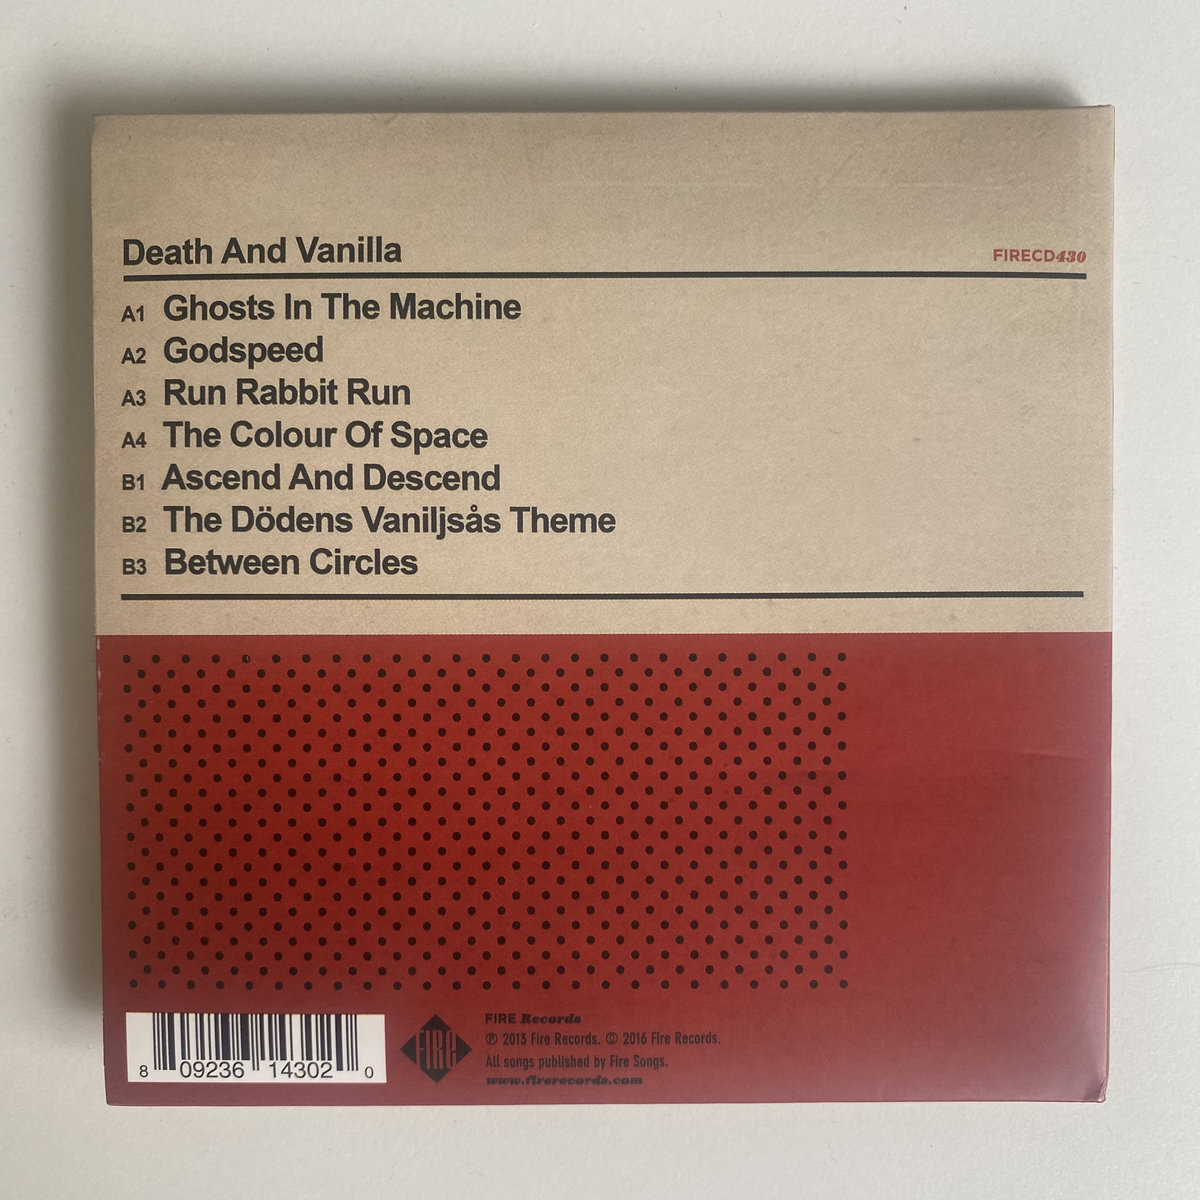 Death And Vanilla
FIRECD430
A1 Ghosts In The Machine
A2 Godspeed
A3 Run Rabbit Run
A4 The Colour Of Space
B1 Ascend And Descend
B2 The Dödens Vaniljsås Theme
B3 Between Circles
8 09236 14302 0
FIRE
FIRE Records
℗ 2013 Fire Records. © 2016 Fire Records.
All songs published by Fire Songs.
www.firerecords.com